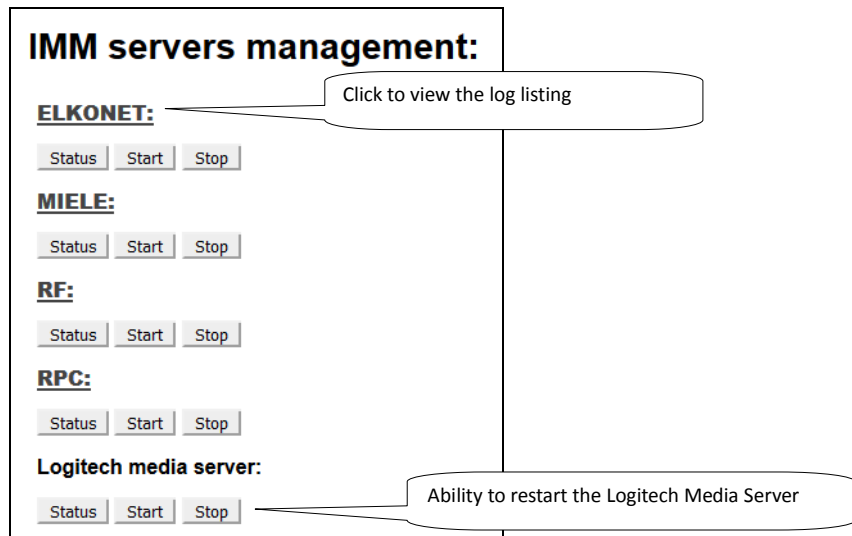 IMM servers management:
Click to view the log listing
ELKONET:
Status Start Stop
MIELE:
Status Start Stop
RF:
Status Start Stop
RPC:
Status Start Stop
Logitech media server:
Ability to restart the Logitech Media Server
Status Start Stop